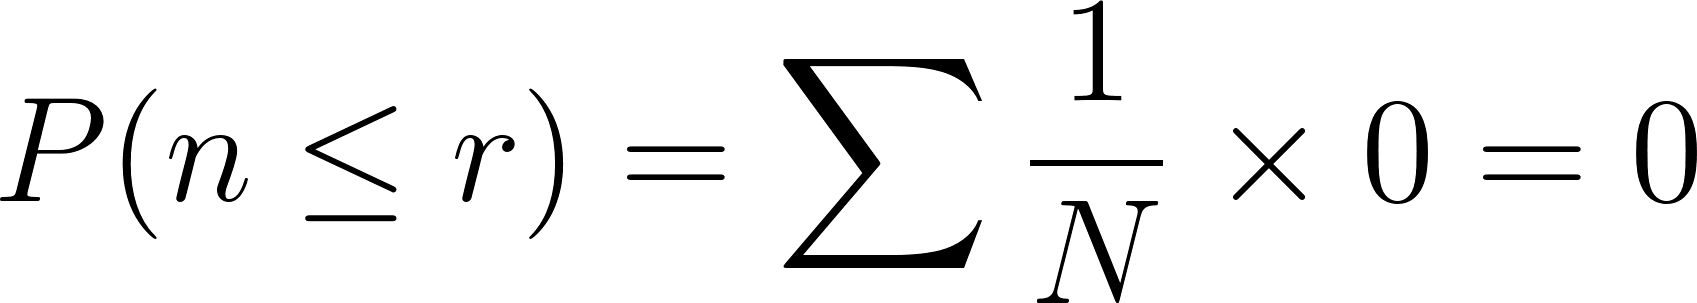 P(n ≤ r) = ∑ 1/N × 0 = 0